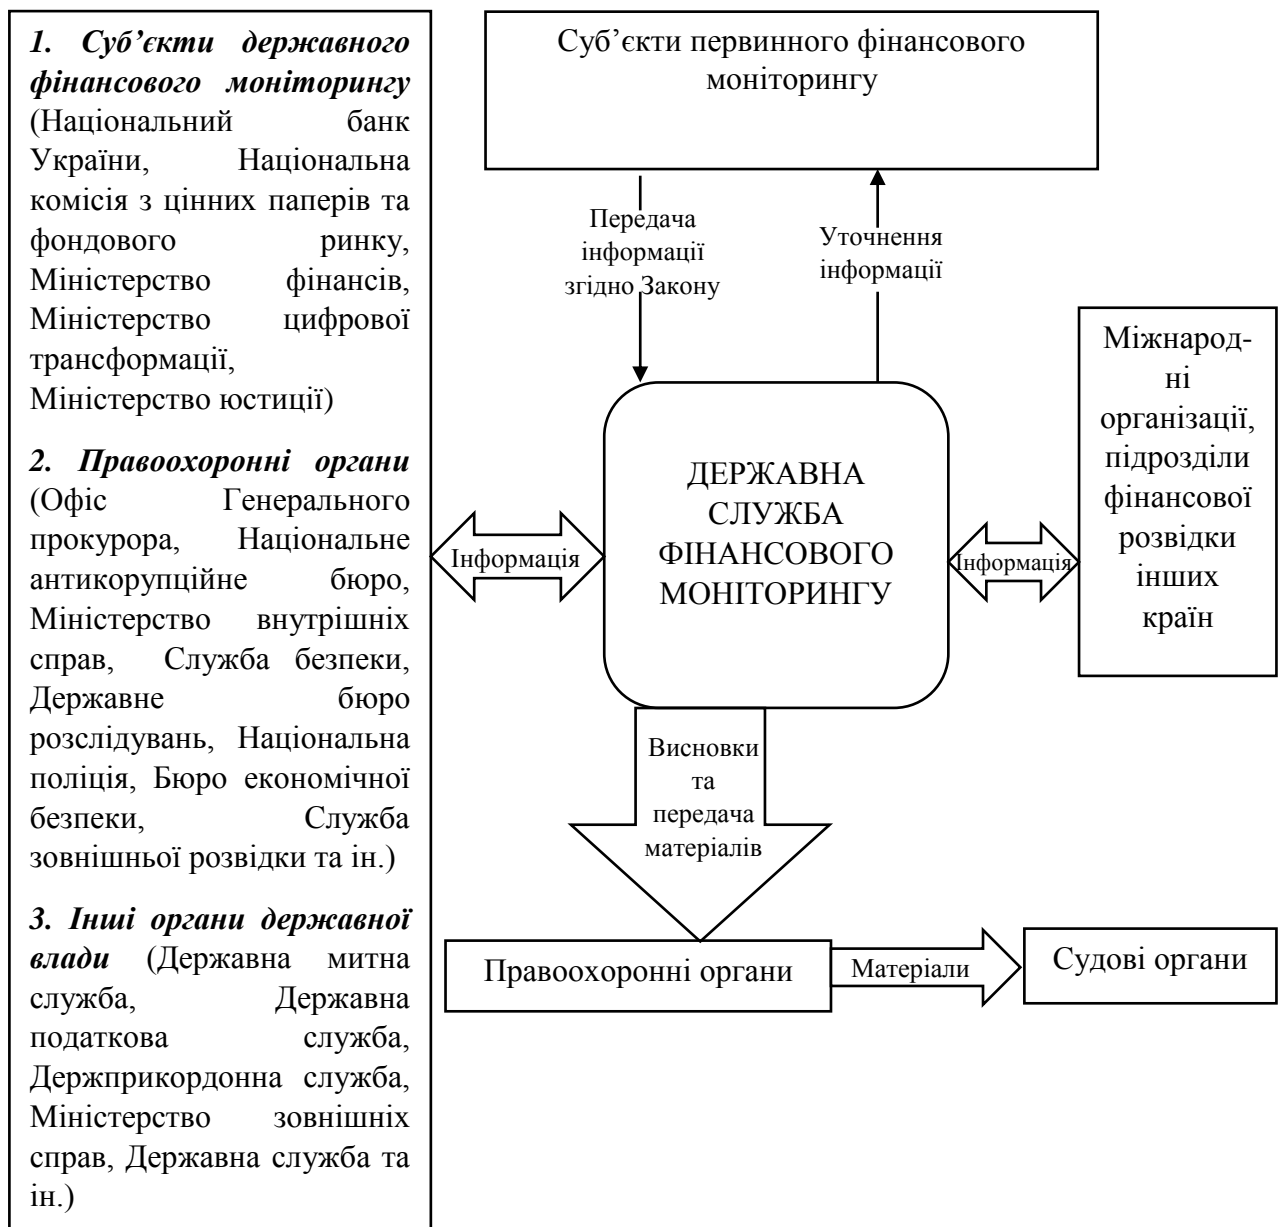 1. Суб’єкти державного
фінансового моніторингу
(Національний банк
України, Національна
комісія з цінних паперів та
фондового ринку,
Міністерство фінансів,
Міністерство цифрової
трансформації,
Міністерство юстиції)
2. Правоохоронні органи
(Офіс Генерального
прокурора, Національне
антикорупційне бюро,
Міністерство внутрішніх
справ, Служба безпеки,
Державне бюро
розслідувань, Національна
поліція, Бюро економічної
безпеки, Служба
зовнішньої розвідки та ін.)
3. Інші органи державної
влади (Державна митна
служба, Державна
податкова служба,
Держприкордонна служба,
Міністерство зовнішніх
справ, Державна служба та
ін.)
Суб’єкти первинного фінансового
моніторингу
Передача
інформації
згідно Закону
Уточнення
інформації
Інформація
ДЕРЖАВНА
СЛУЖБА
ФІНАНСОВОГО
МОНІТОРИНГУ
Інформація
Міжнарод-
ні
організації,
підрозділи
фінансової
розвідки
інших
країн
Висновки
та
передача
матеріалів
Правоохоронні органи
Матеріали
Судові органи